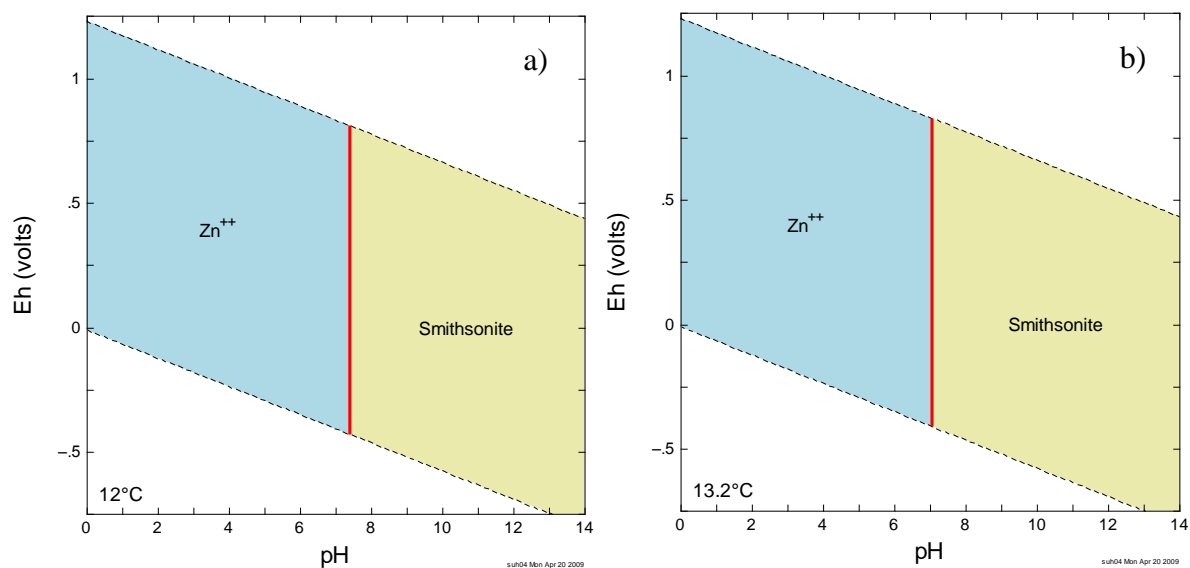 a)
1
.5
0
–.5
Eh (volts)
Zn++
Smithsonite
12°C
0 2 4 6 8 10 12 14
pH
suh04 Mon Apr 20 2009
b)
1
.5
0
–.5
Eh (volts)
Zn++
Smithsonite
13.2°C
0 2 4 6 8 10 12 14
pH
suh04 Mon Apr 20 2009